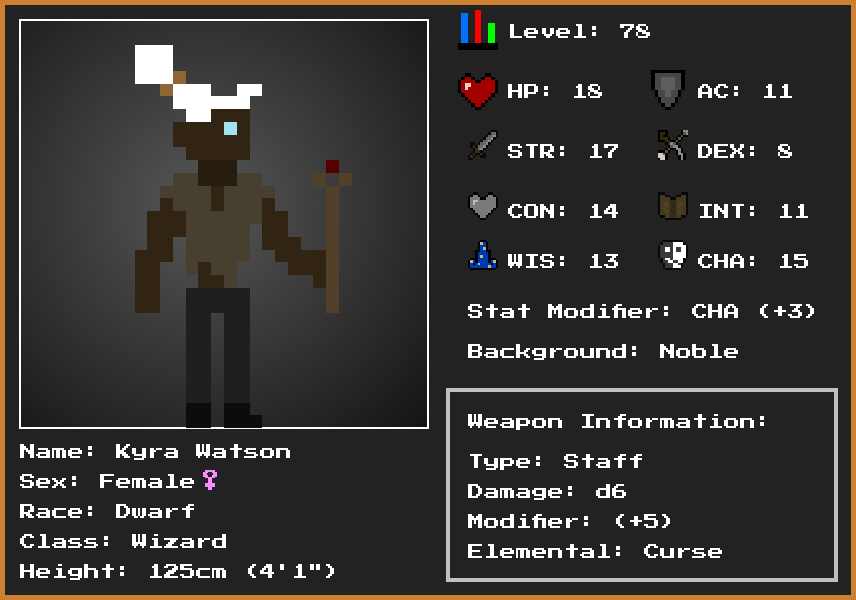 Level: 78
HP: 18
AC: 11
STR: 17
DEX: 8
CON: 14
INT: 11
WIS: 13
CHA: 15
Stat Modifier: CHA (+3)
Background: Noble
Weapon Information:
Type: Staff
Damage: d6
Modifier: (+5)
Elemental: Curse
Name: Kyra Watson
Sex: Female♀
Race: Dwarf
Class: Wizard
Height: 125cm (4'1")